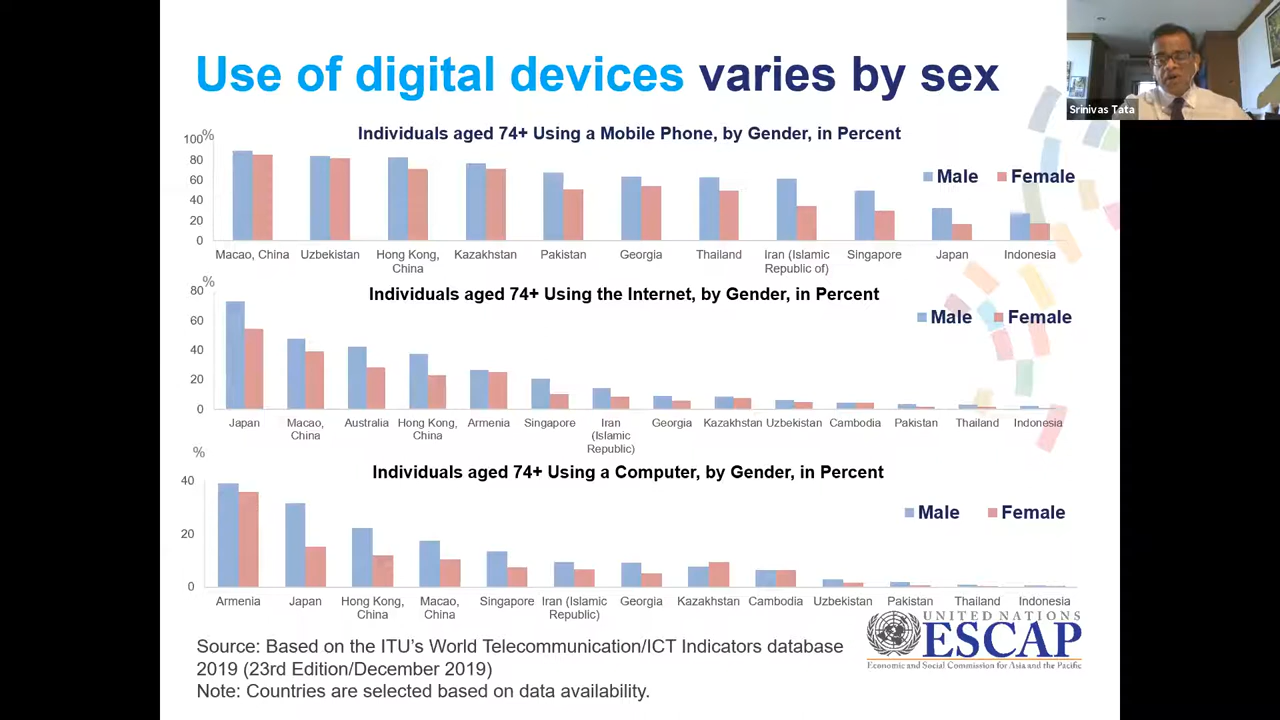 Use of digital devices varies by sex
Srinivas Tata
Individuals aged 74+ Using a Mobile Phone, by Gender, in Percent
100%
80
60
40
20
0
Male Female
Macao, China Uzbekistan Hong Kong, China Kazakhstan Pakistan Georgia Thailand Iran (Islamic Republic of) Singapore Japan Indonesia
%
Individuals aged 74+ Using the Internet, by Gender, in Percent
80
60
40
20
0
Male Female
Japan Macao, China Australia Hong Kong, China Armenia Singapore Iran (Islamic Republic) Georgia Kazakhstan Uzbekistan Cambodia Pakistan Thailand Indonesia
%
Individuals aged 74+ Using a Computer, by Gender, in Percent
40
20
0
Male Female
Armenia Japan Hong Kong, China Macao, China Singapore Iran (Islamic Republic) Georgia Kazakhstan Cambodia Uzbekistan Pakistan Thailand Indonesia
UNITED NATIONS
ESCAP
Economic and Social Commission for Asia and the Pacific
Source: Based on the ITU's World Telecommunication/ICT Indicators database
2019 (23rd Edition/December 2019)
Note: Countries are selected based on data availability.